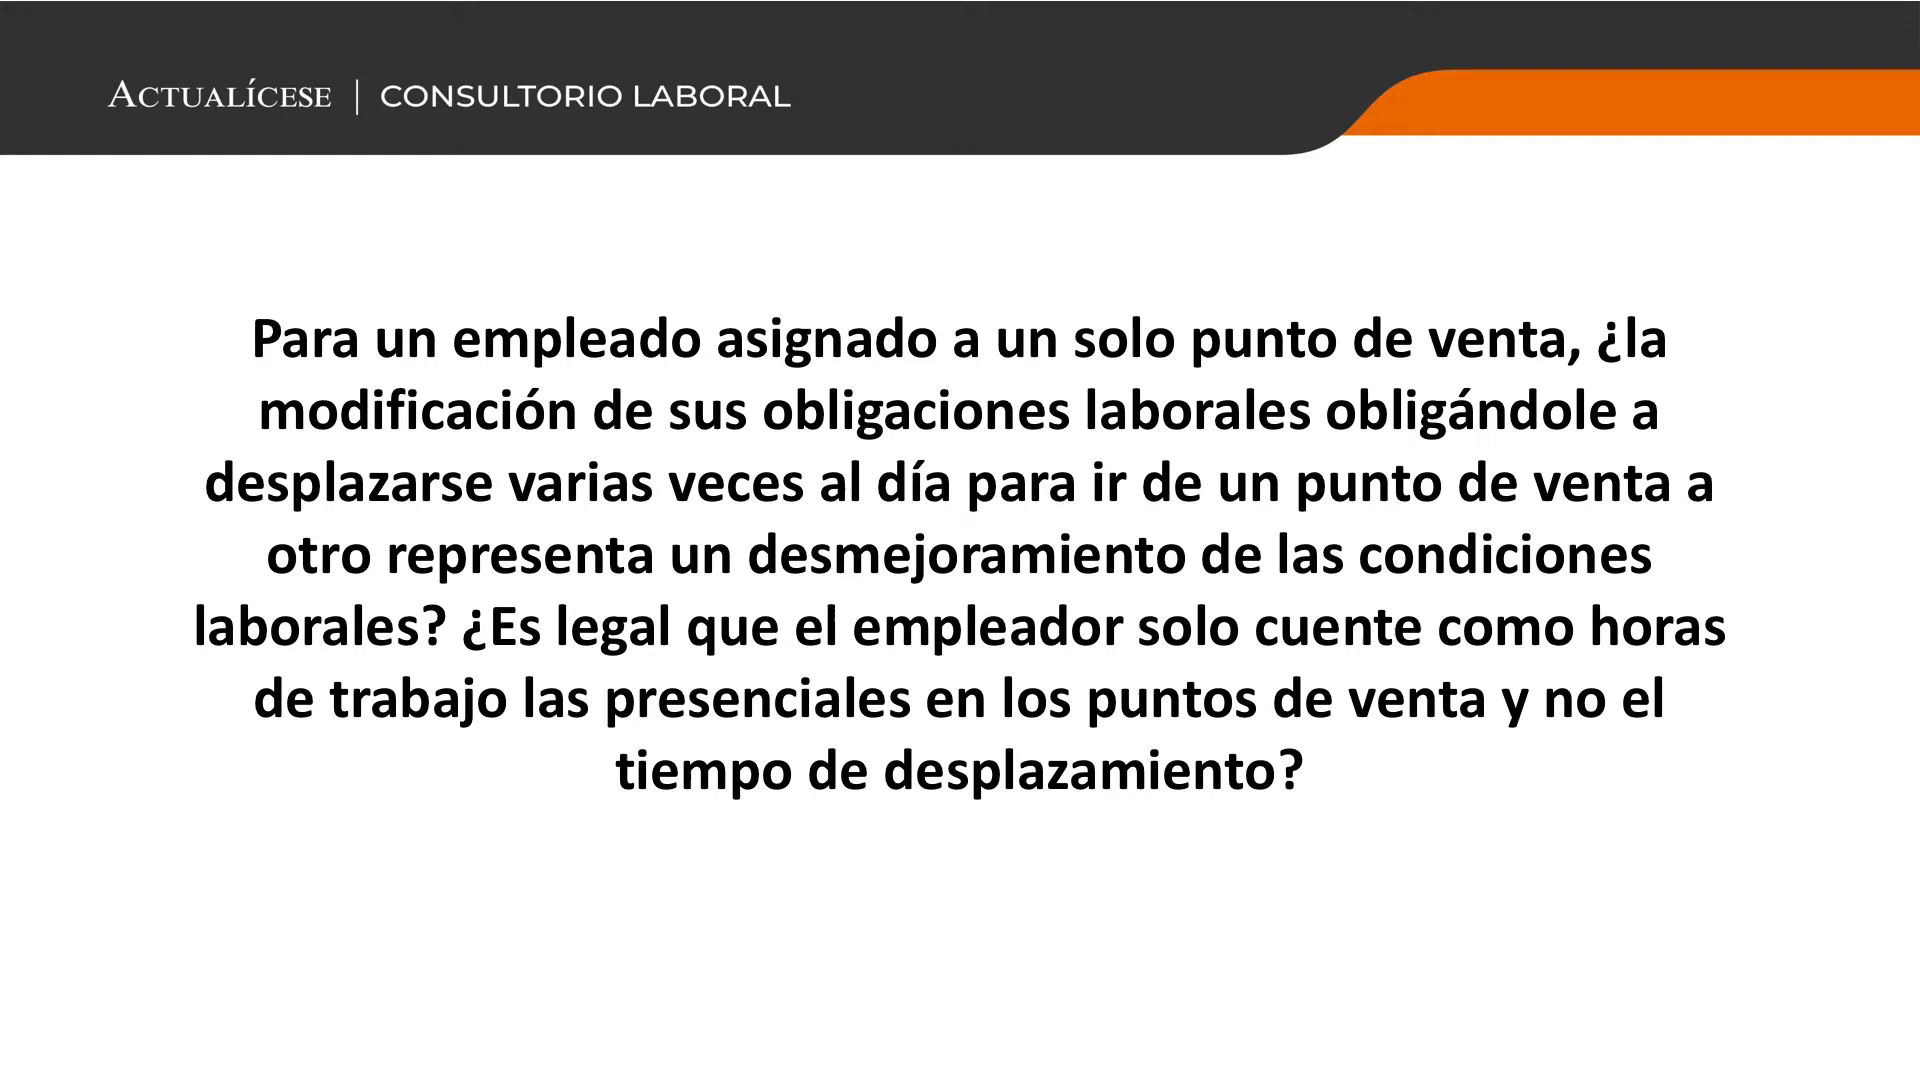 ACTUALÍCESE | CONSULTORIO LABORAL
Para un empleado asignado a un solo punto de venta, ¿la
modificación de sus obligaciones laborales obligándole a
desplazarse varias veces al día para ir de un punto de venta a
otro representa un desmejoramiento de las condiciones
laborales? ¿Es legal que el empleador solo cuente como horas
de trabajo las presenciales en los puntos de venta y no el
tiempo de desplazamiento?